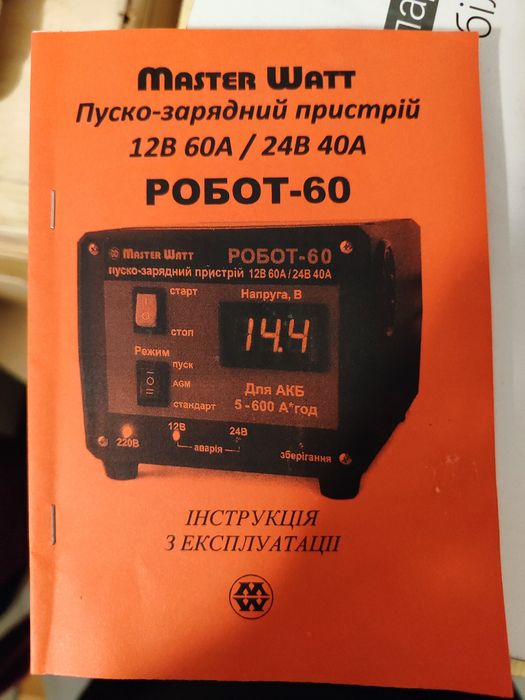 MASTER WATT
Пуско-зарядний пристрій
12В 60А / 24В 40А
РОБОТ-60
MASTER WATT
РОБОТ-60
пуско-зарядний пристрій 12В 60А/24В 40А
старт
стоп
Напруга, В
14.4
Режим
пуск
AGM
стандарт
Для АКБ
5-600 А*год
220В
12В
24В
аварія
зберігання
ІНСТРУКЦІЯ
З ЕКСПЛУАТАЦІЇ